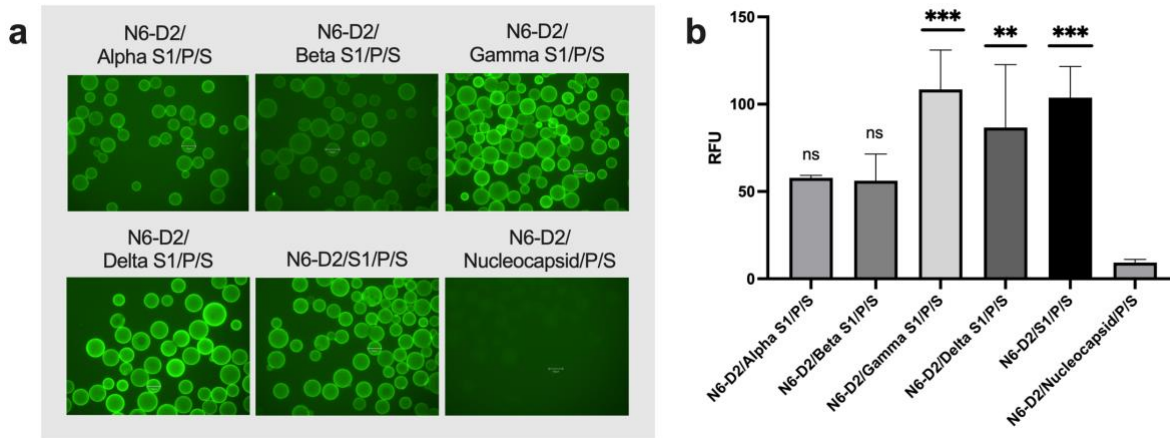 a
N6-D2/
Alpha S1/P/S
N6-D2/
Beta S1/P/S
N6-D2/
Gamma S1/P/S
N6-D2/
Delta S1/P/S
N6-D2/S1/P/S
N6-D2/
Nucleocapsid/P/S
b
150
100
50
0
RFU
ns
ns
***
**
***
N6-D2/Alpha S1/P/S
N6-D2/Beta S1/P/S
N6-D2/Gamma S1/P/S
N6-D2/Delta S1/P/S
N6-D2/S1/P/S
N6-D2/Nucleocapsid/P/S